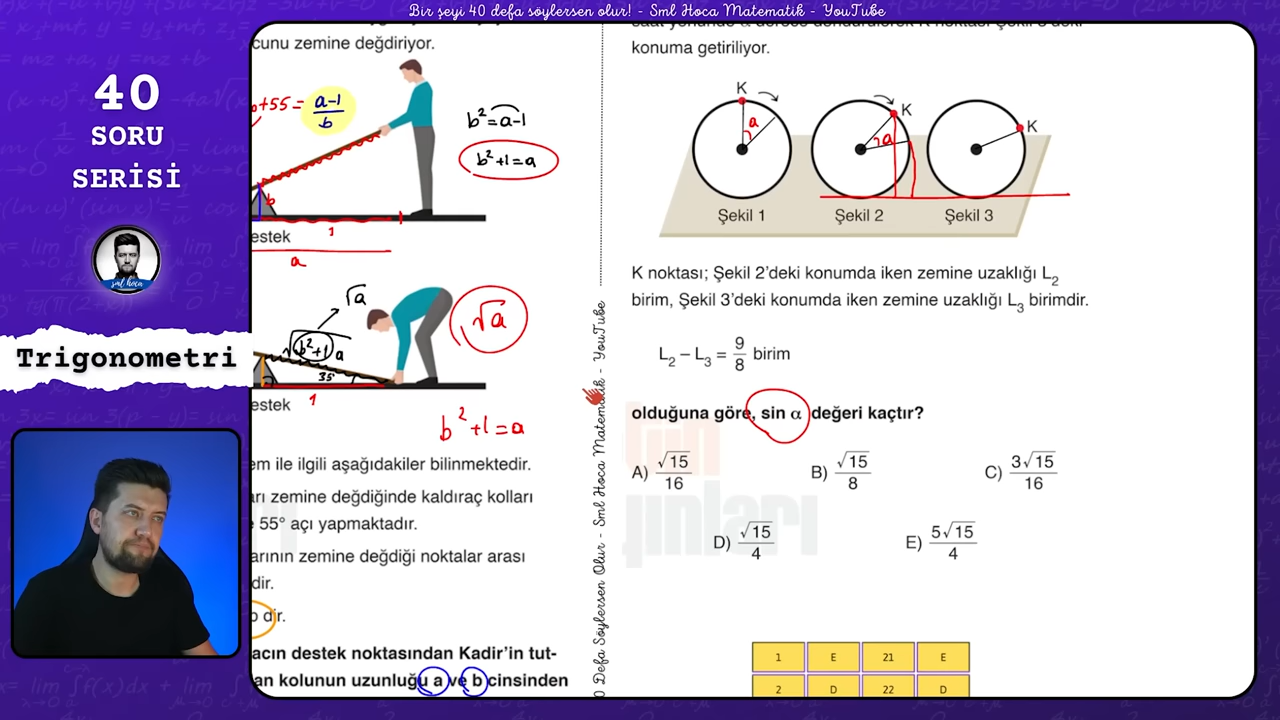 Bir şeyi 40 defa söylersen olur! - Sml Hoca Matematik - YouTube
40
SORU
SERİSİ
sml hoca
Trigonometri
cunu zemine değdiriyor.
+55 = a-1/b
b² = a-1
b²+1 = a
b
1
estek
a
√a
√b²+1
a
√a
35
1
estek
b²+1 = a
em ile ilgili aşağıdakiler bilinmektedir.
arı zemine değdiğinde kaldıraç kolları
e 55° açı yapmaktadır.
arının zemine değdiği noktalar arası
dir.
b dir.
acın destek noktasından Kadir'in tut-
an kolunun uzunluğu a ve b cinsinden
0 Defa Söylersen Olur - Sml Hoca Matematik - YouTube
konuma getiriliyor.
K
a
K
a
K
Şekil 1
Şekil 2
Şekil 3
K noktası; Şekil 2'deki konumda iken zemine uzaklığı L₂
birim, Şekil 3'deki konumda iken zemine uzaklığı L₃ birimdir.
L₂ – L₃ = 9/8 birim
olduğuna göre, sin α değeri kaçtır?
A) √15/16
B) √15/8
C) 3√15/16
D) √15/4
E) 5√15/4
1 E 21 E
2 D 22 D